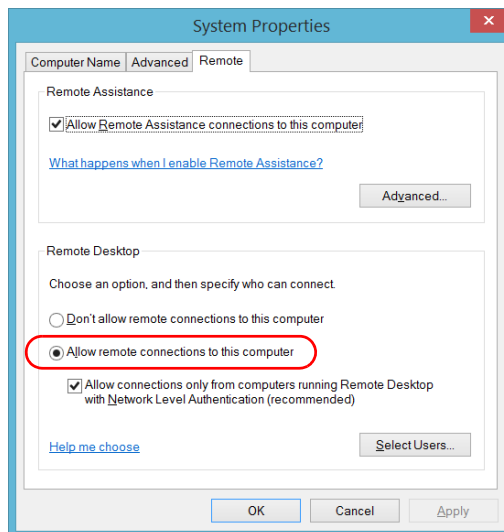 System Properties
Computer Name Advanced Remote
Remote Assistance
Allow Remote Assistance connections to this computer
What happens when I enable Remote Assistance?
Advanced...
Remote Desktop
Choose an option, and then specify who can connect.
Don't allow remote connections to this computer
Allow remote connections to this computer
Allow connections only from computers running Remote Desktop
with Network Level Authentication (recommended)
Help me choose
Select Users...
OK Cancel Apply